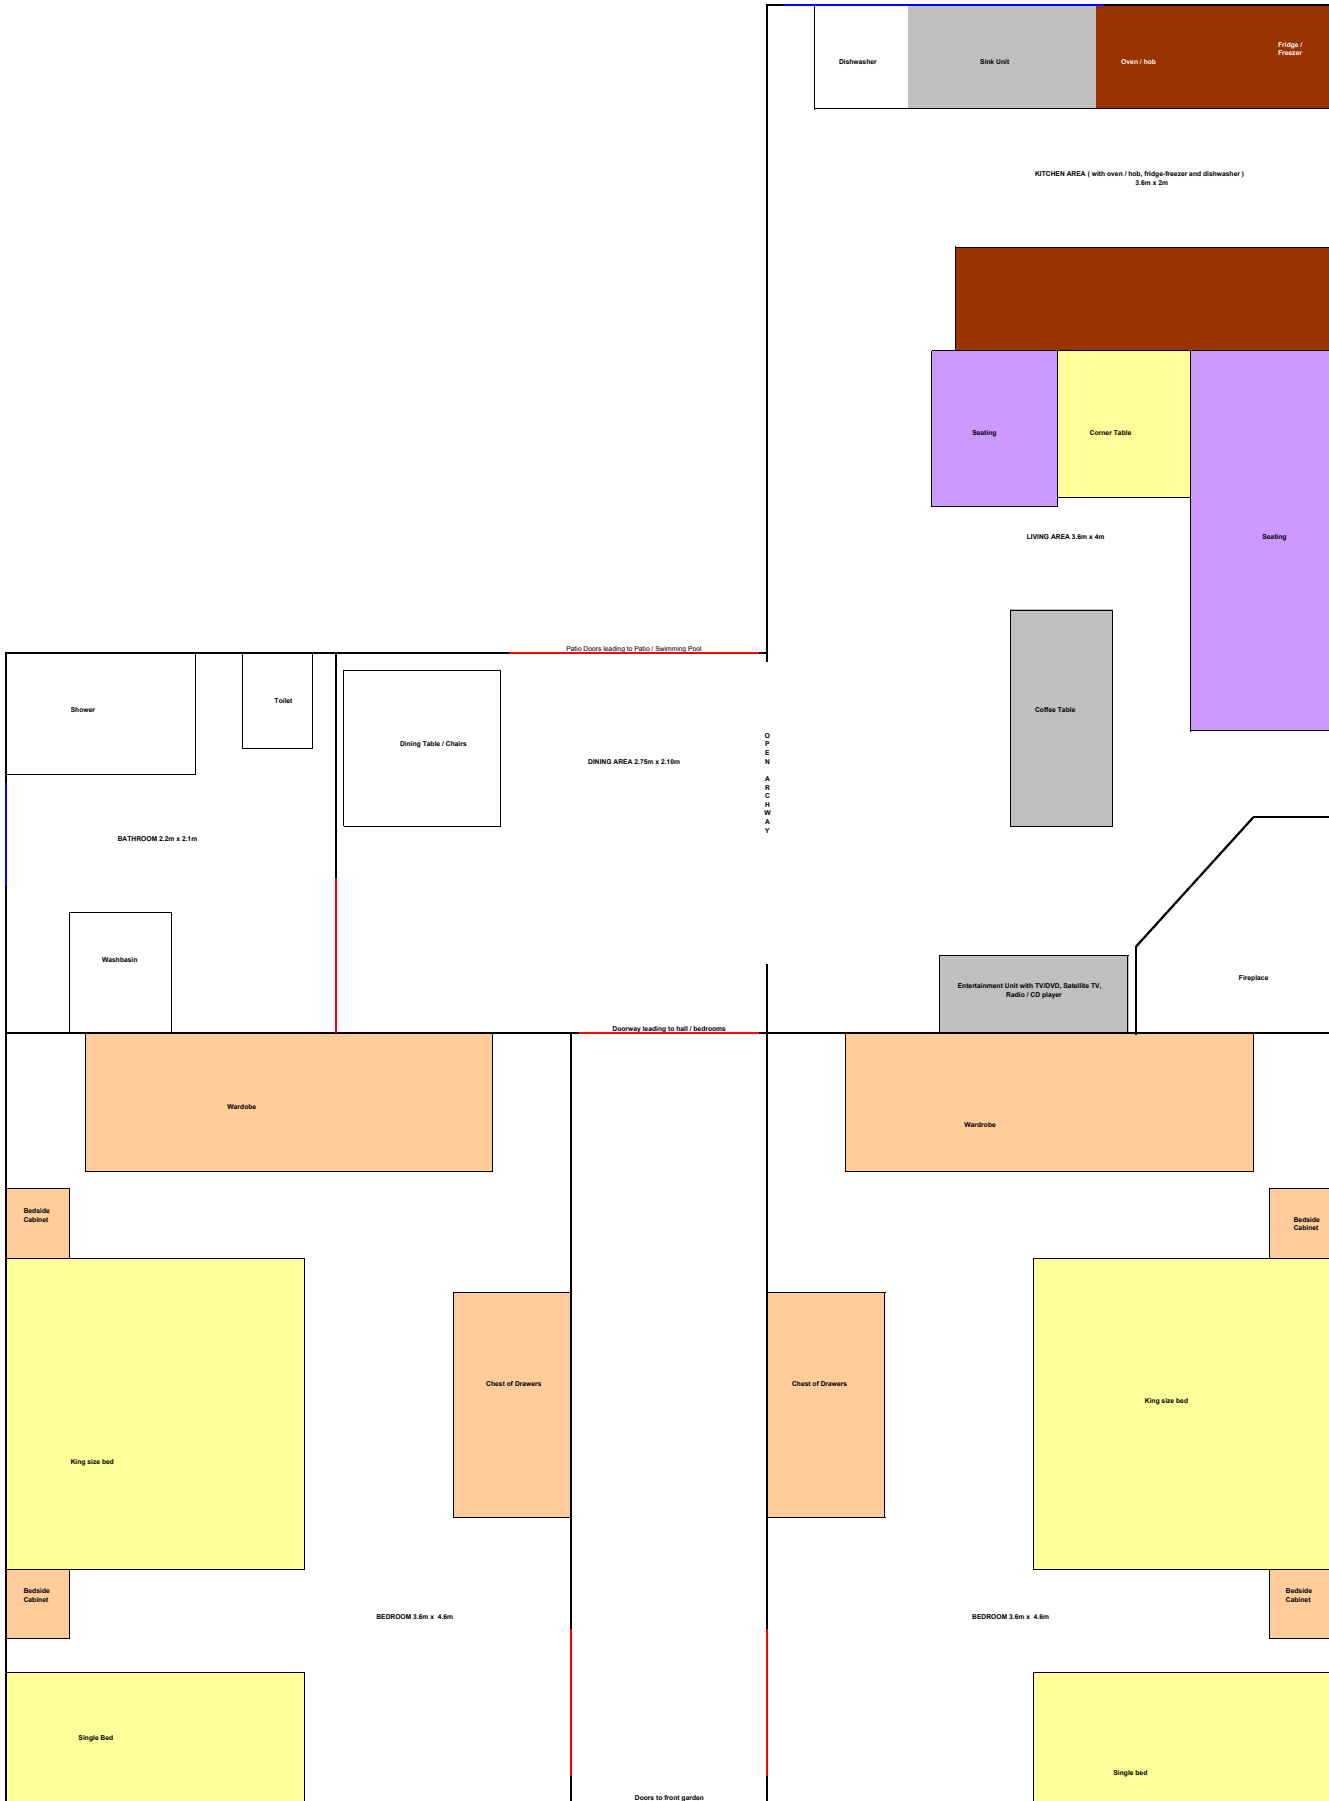 Fridge /
Freezer
Dishwasher
Sink Unit
Oven / hob
KITCHEN AREA ( with oven / hob, fridge-freezer and dishwasher )
3.6m x 2m
Seating
Corner Table
LIVING AREA 3.6m x 4m
Seating
Patio Doors leading to Patio / Swimming Pool
Shower
Toilet
Coffee Table
Dining Table / Chairs
DINING AREA 2.75m x 2.10m
O
P
E
N
A
R
C
H
W
A
Y
BATHROOM 2.2m x 2.1m
Washbasin
Fireplace
Entertainment Unit with TV/DVD, Satellite TV,
Radio / CD player
Doorway leading to hall / bedrooms
Wardobe
Wardrobe
Bedside
Cabinet
Bedside
Cabinet
Chest of Drawers
Chest of Drawers
King size bed
King size bed
Bedside
Cabinet
Bedside
Cabinet
BEDROOM 3.6m x  4.6m
BEDROOM 3.6m x  4.6m
Single Bed
Single bed
Doors to front garden